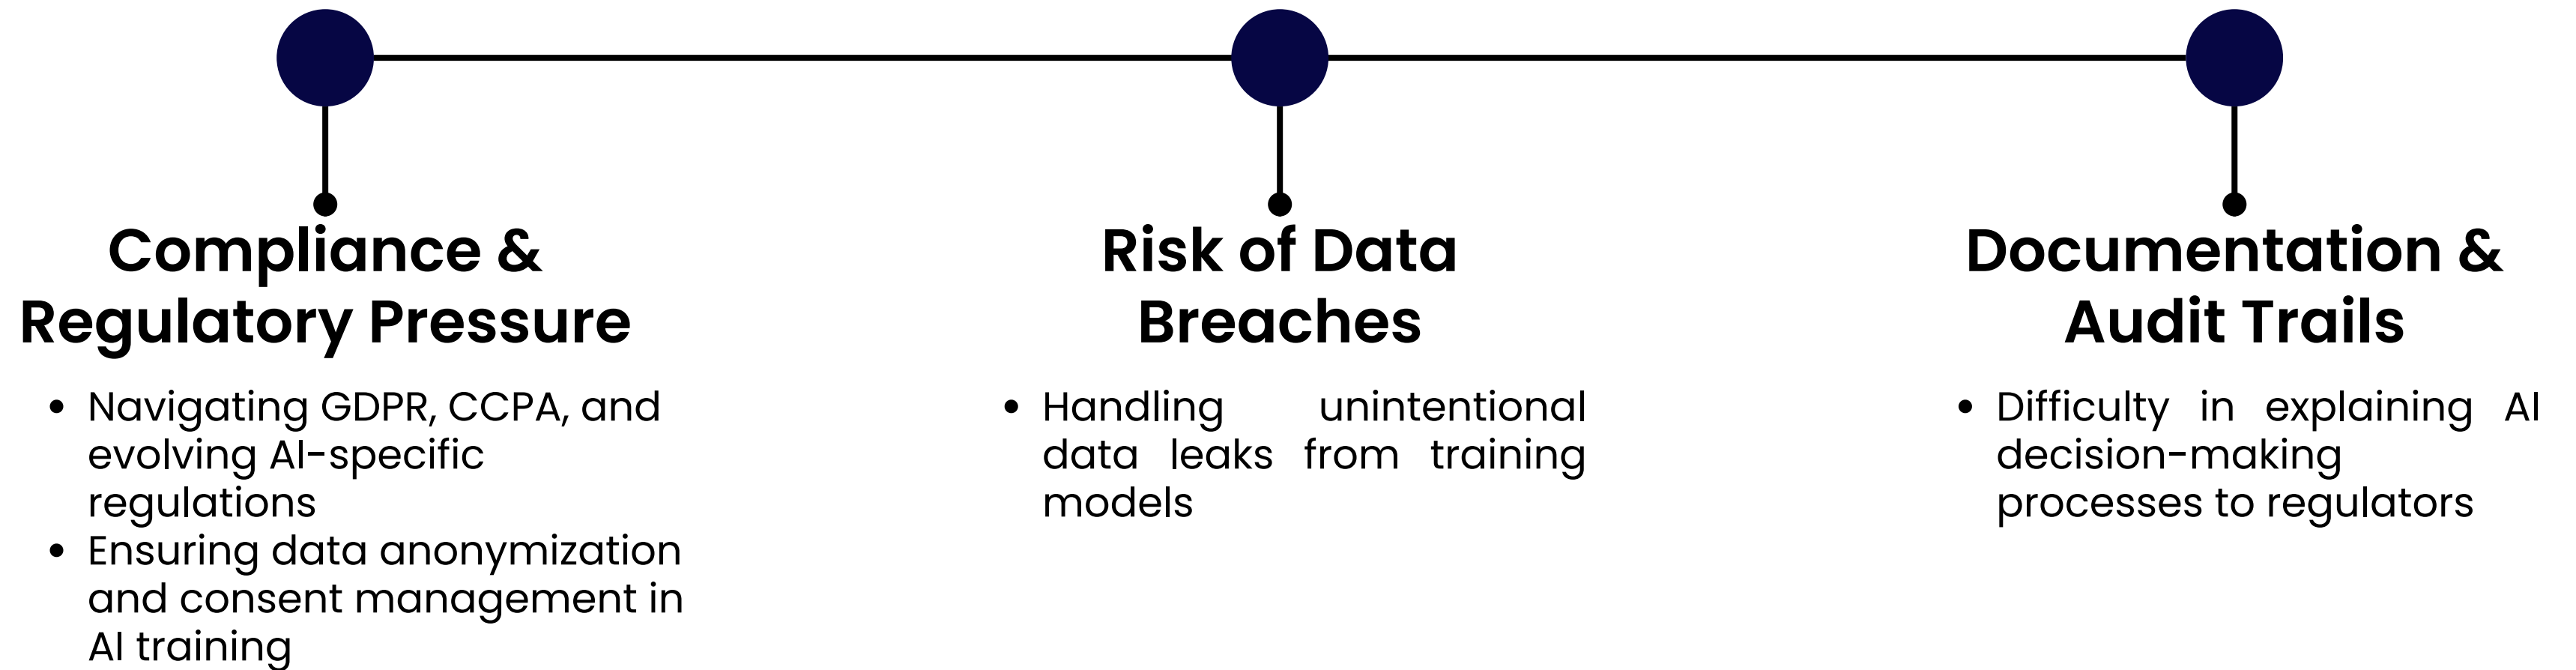 Compliance &
Regulatory Pressure
• Navigating GDPR, CCPA, and
evolving AI-specific
regulations
• Ensuring data anonymization
and consent management in
AI training
Risk of Data
Breaches
• Handling unintentional
data leaks from training
models
Documentation &
Audit Trails
• Difficulty in explaining AI
decision-making
processes to regulators